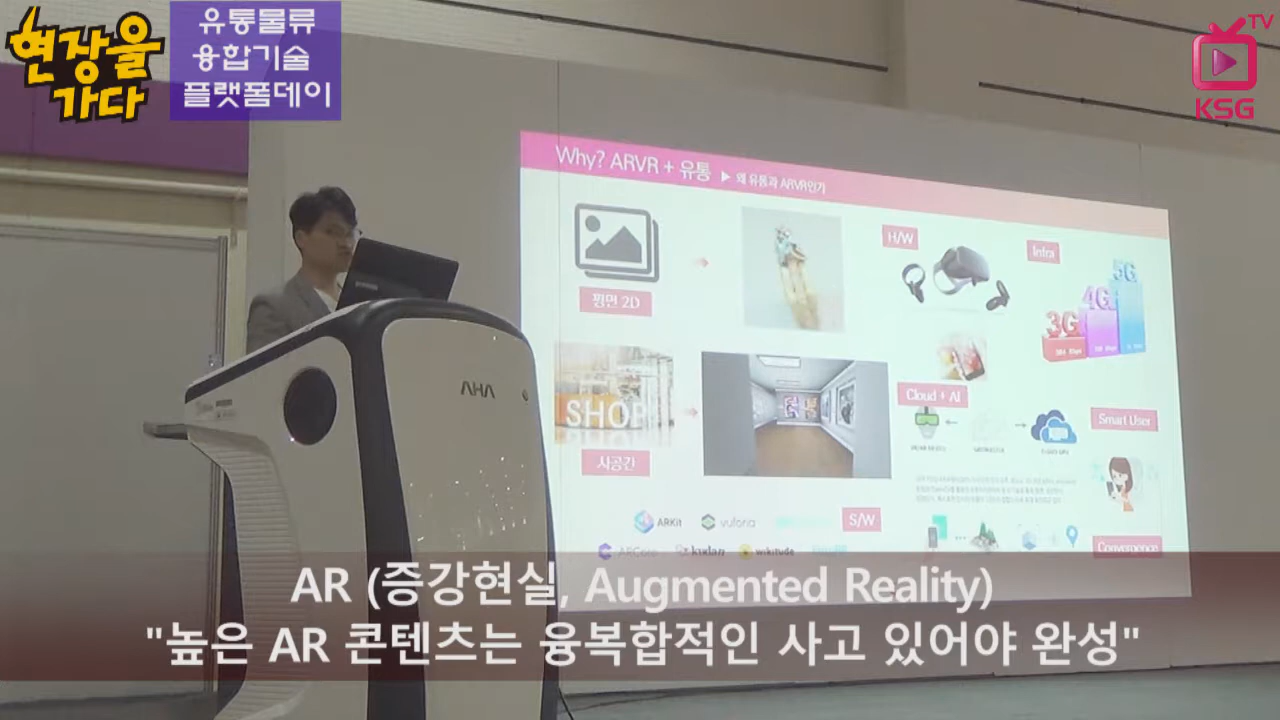 현장을
가다
유통물류
융합기술
플랫폼데이
TV
KSG
Why? ARVR + 유통 ▶ 왜 유통과 ARVR인가
평면 2D
H/W
Infra
3G
4G
5G
SHOP
Cloud + AI
Smart User
사공간
AHA
ARKit
vuforia
S/W
ARCore
kudan
wikitude
Convergence
AR (증강현실, Augmented Reality)
"높은 AR 콘텐츠는 융복합적인 사고 있어야 완성"